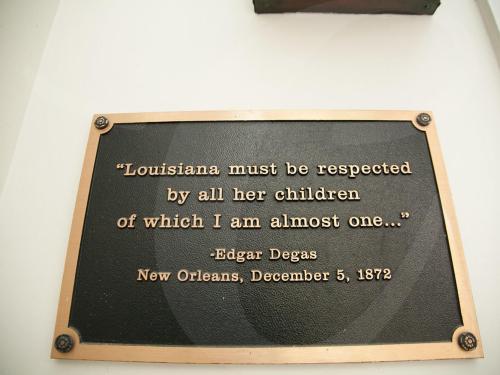 “Louisiana must be respected
by all her children
of which I am almost one...”
-Edgar Degas
New Orleans, December 5, 1872